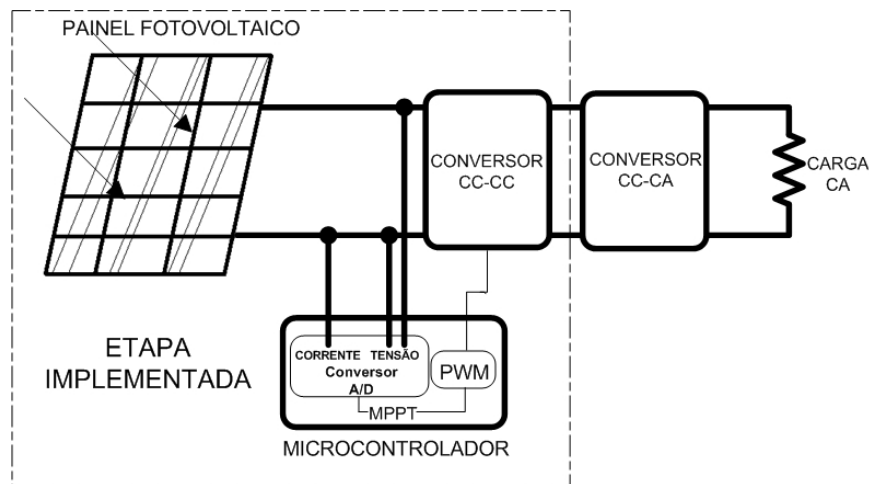 PAINEL FOTOVOLTAICO
CONVERSOR
CC-CC
CONVERSOR
CC-CA
CARGA
CA
ETAPA
IMPLEMENTADA
CORRENTE TENSÃO
Conversor
A/D
PWM
MPPT
MICROCONTROLADOR